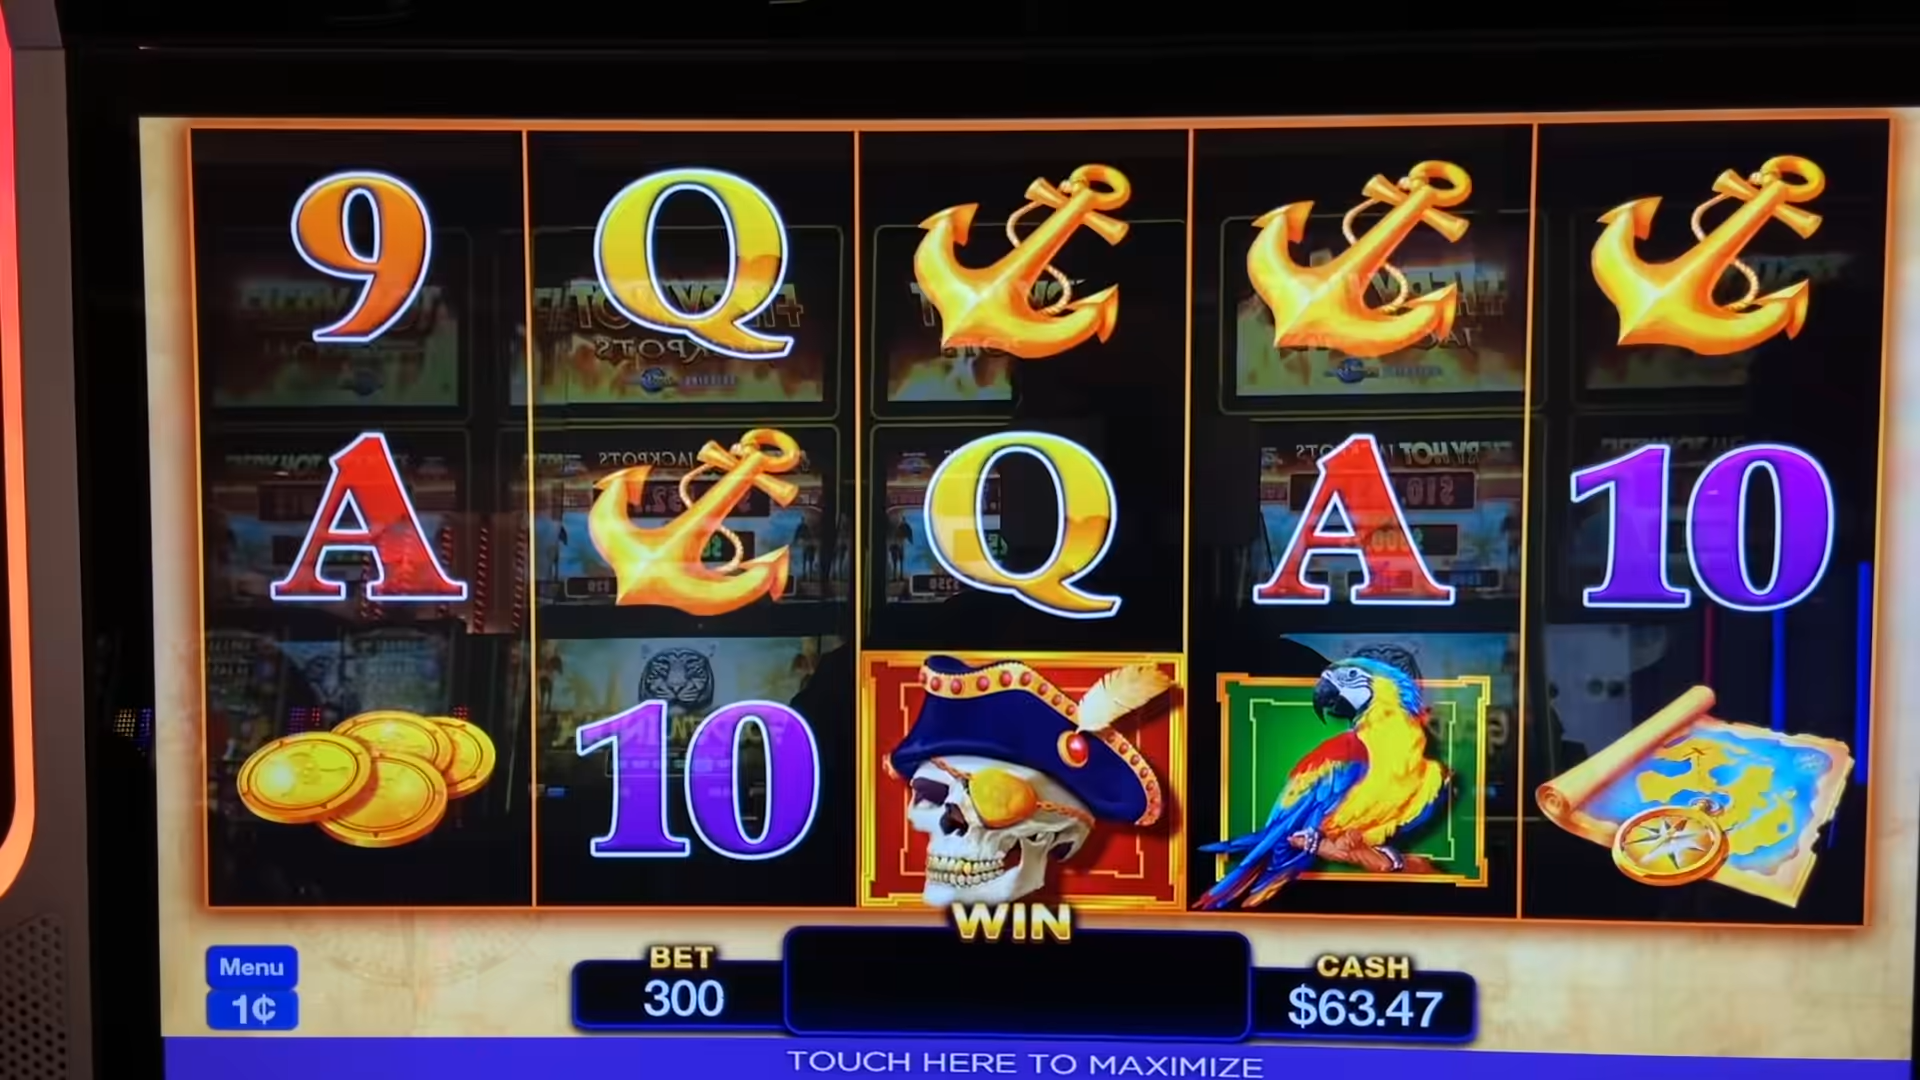 9 Q
A Q A 10
10
WIN
BET
300
CASH
$63.47
Menu
1¢
TOUCH HERE TO MAXIMIZE